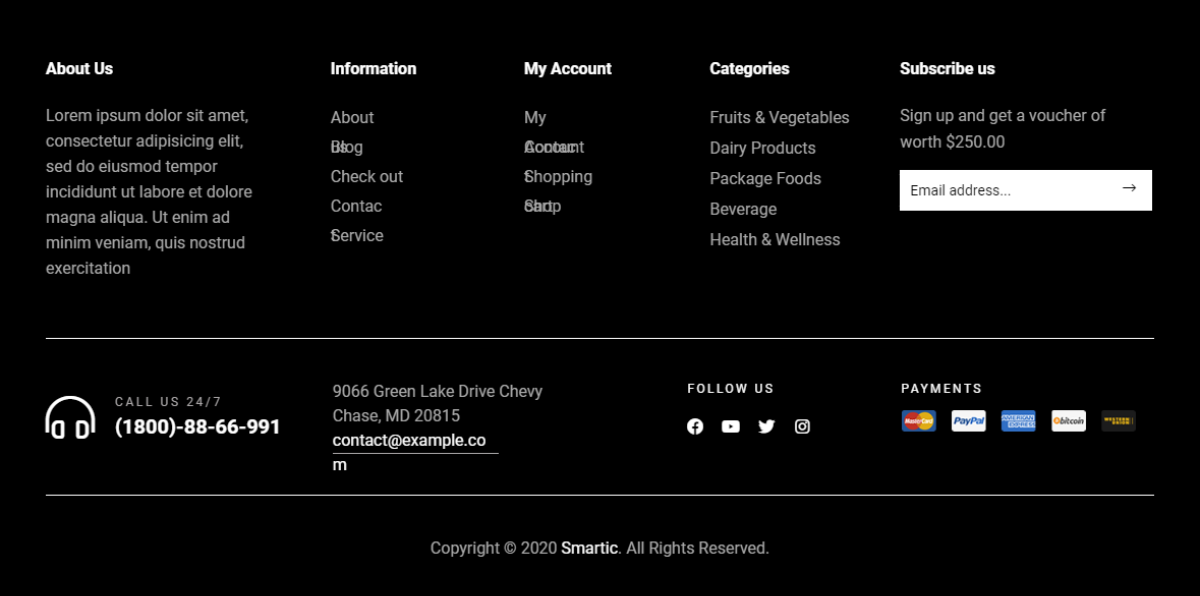 About Us
Lorem ipsum dolor sit amet,
consectetur adipisicing elit,
sed do eiusmod tempor
incididunt ut labore et dolore
magna aliqua. Ut enim ad
minim veniam, quis nostrud
exercitation
Information
About
us
Blog
Check out
Contac
t
Service
My Account
My
Account
Contac
t
Shopping
cart
Shop
Categories
Fruits & Vegetables
Dairy Products
Package Foods
Beverage
Health & Wellness
Subscribe us
Sign up and get a voucher of
worth $250.00
Email address...
CALL US 24/7
(1800)-88-66-991
9066 Green Lake Drive Chevy
Chase, MD 20815
contact@example.co
m
FOLLOW US
PAYMENTS
MasterCard
PayPal
AMERICAN EXPRESS
bitcoin
WESTERN UNION
Copyright © 2020 Smartic. All Rights Reserved.